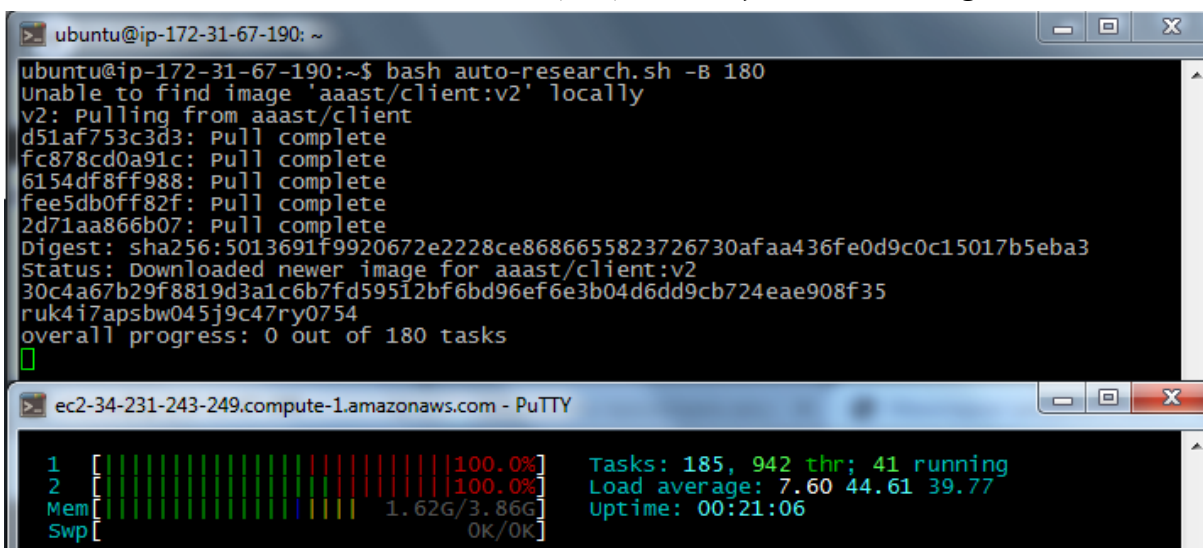 ubuntu@ip-172-31-67-190: ~
ubuntu@ip-172-31-67-190:~$ bash auto-research.sh -B 180
Unable to find image 'aaast/client:v2' locally
v2: Pulling from aaast/client
d51af753c3d3: Pull complete
fc878cd0a91c: Pull complete
6154df8ff988: Pull complete
fee5db0ff82f: Pull complete
2d71aa866b07: Pull complete
Digest: sha256:5013691f9920672e2228ce8686655823726730afaa436fe0d9c0c15017b5eba3
Status: Downloaded newer image for aaast/client:v2
30c4a67b29f8819d3a1c6b7fd59512bf6bd96ef6e3b04d6dd9cb724eae908f35
ruk4i7apsbw045j9c47ry0754
overall progress: 0 out of 180 tasks
ec2-34-231-243-249.compute-1.amazonaws.com - PuTTY
1 [||||||||||||||||||||||||||100.0%] Tasks: 185, 942 thr; 41 running
2 [||||||||||||||||||||||||||100.0%] Load average: 7.60 44.61 39.77
Mem[||||||||||||||||||| 1.62G/3.86G] Uptime: 00:21:06
Swp[ 0K/0K]